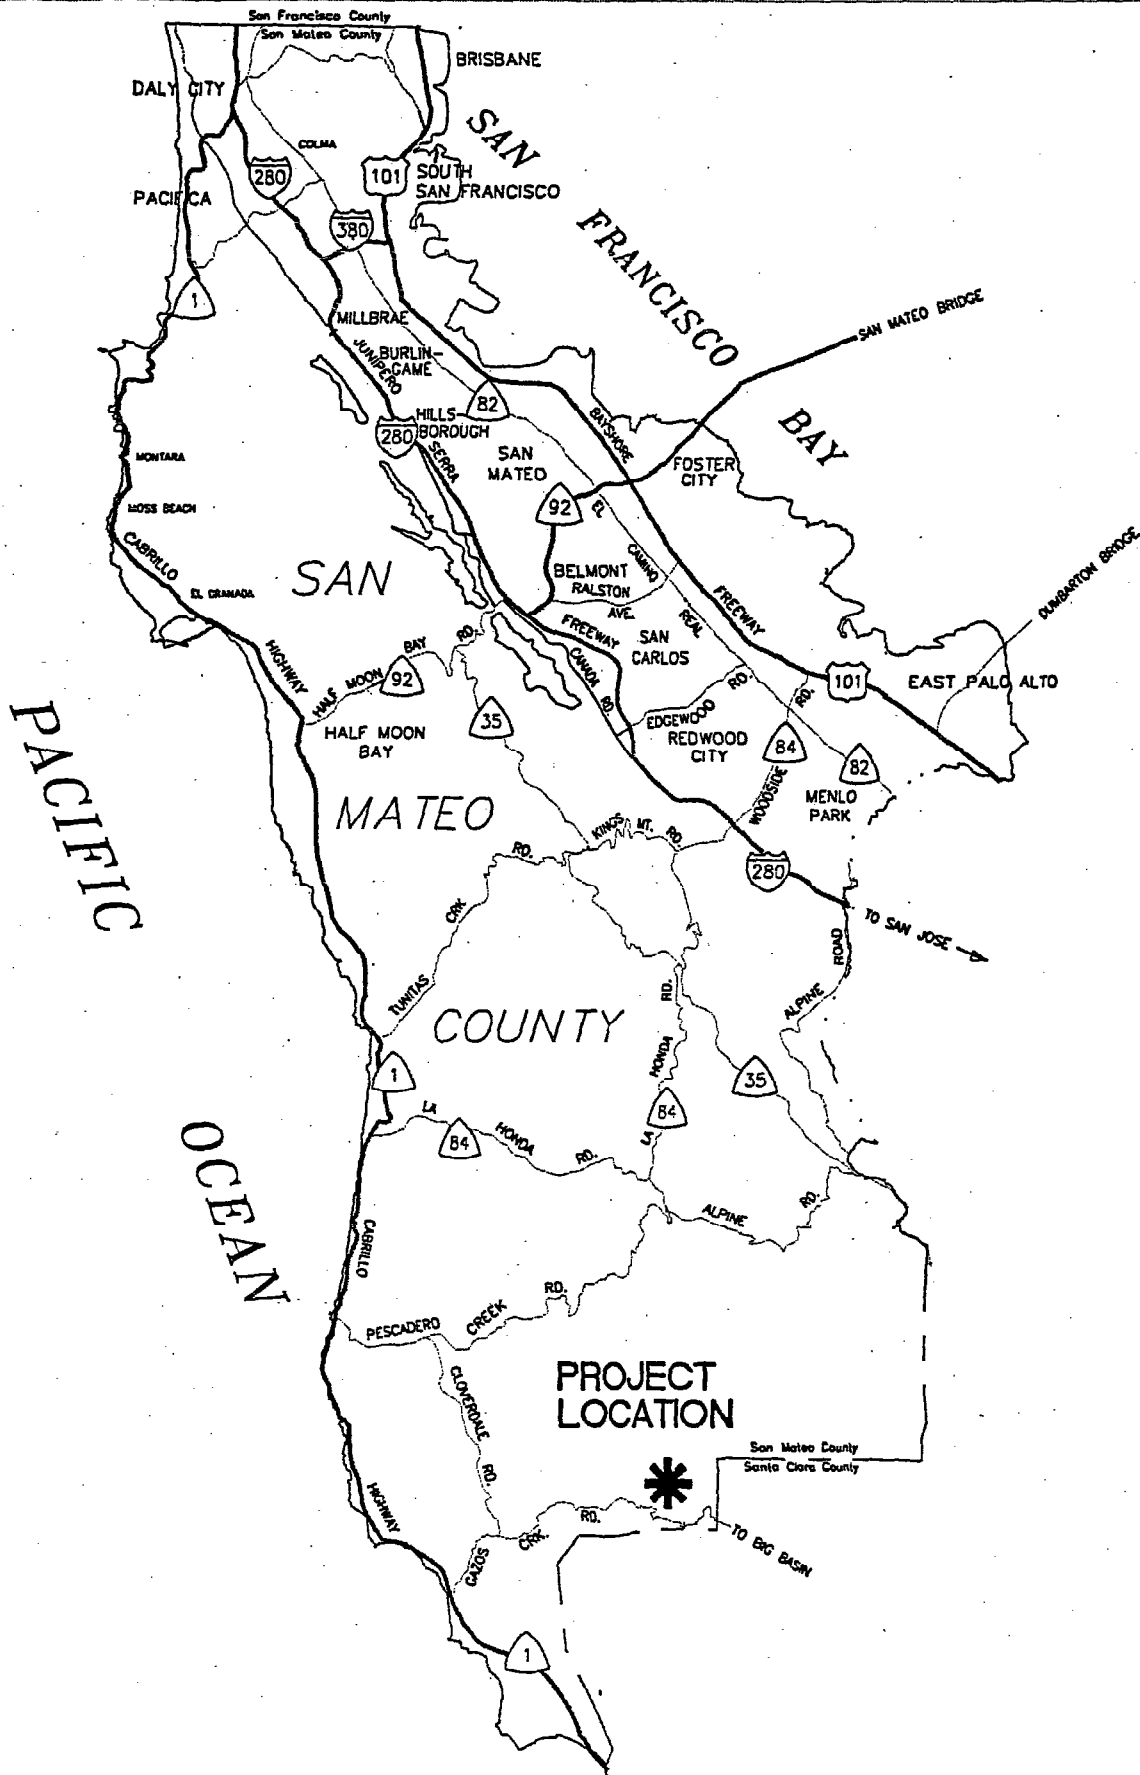 San Francisco County
San Mateo County
BRISBANE
DALY CITY
SAN
FRANCISCO
BAY
COLMA
280
101
SOUTH
SAN FRANCISCO
PACIFICA
380
1
SAN MATEO BRIDGE
MILLBRAE
JUNIPERO
BURLIN-
GAME
82
HILLS-
BOROUGH
280
SERRA
BAYSHORE
SAN
MATEO
FOSTER
CITY
MONTARA
92
EL
MOSS BEACH
CABRILLO
CAMINO
DUMBARTON BRIDGE
SAN
BELMONT
RALSTON
AVE.
EL GRANADA
REAL
FREEWAY
FREEWAY
SAN
CARLOS
HIGHWAY
HALF MOON BAY RD.
92
CANADA RD.
RD.
RD.
101
EAST PALO ALTO
35
EDGEWOOD
REDWOOD
CITY
84
82
HALF MOON
BAY
PACIFIC
MATEO
WOODSIDE
MENLO
PARK
KINGS MT. RD.
RD.
280
CRK
TO SAN JOSE
TUNITAS
ROAD
RD.
ALPINE
COUNTY
HONDA
1
35
LA
84
84
HONDA
RD.
LA
OCEAN
ALPINE
RD.
CABRILLO
RD.
CREEK
PESCADERO
CLOVERDALE
PROJECT
LOCATION
San Mateo County
Santa Clara County
RD.
HIGHWAY
RD.
CRK.
TO BIG BASIN
GAZOS
1